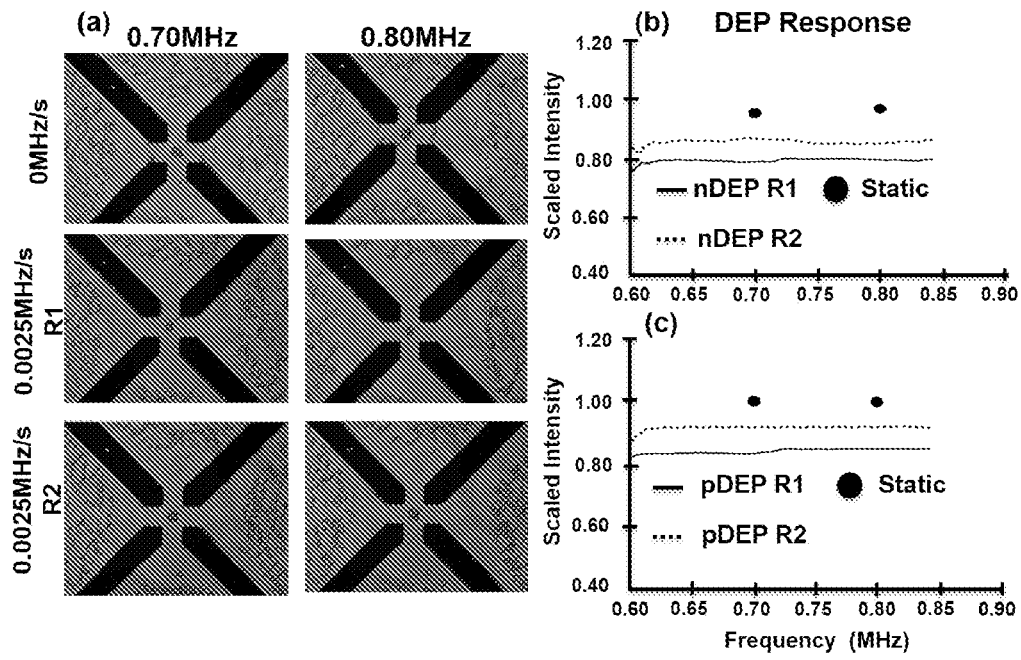 (a)
0.70MHz 0.80MHz
0MHz/s
0.0025MHz/s
R1
0.0025MHz/s
R2
(b) DEP Response
Scaled Intensity
1.20
1.00
0.80
0.60
0.40
nDEP R1 Static
nDEP R2
0.60 0.65 0.70 0.75 0.80 0.85 0.90
(c)
Scaled Intensity
1.20
1.00
0.80
0.60
0.40
pDEP R1 Static
pDEP R2
0.60 0.65 0.70 0.75 0.80 0.85 0.90
Frequency (MHz)